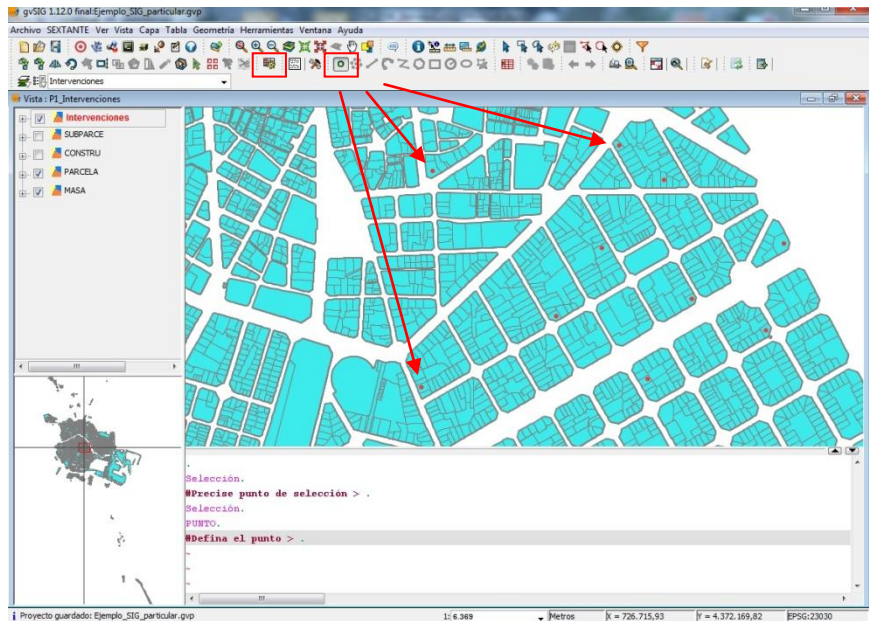 gvSIG 1.12.0 final:Ejemplo_SIG_particular.gvp
Archivo SEXTANTE Ver Vista Capa Tabla Geometría Herramientas Ventana Ayuda
Intervenciones
Vista : P1_Intervenciones
Intervenciones
SUBPARCE
CONSTRU
PARCELA
MASA
.
Selección.
#Precise punto de selección > .
Selección.
PUNTO.
#Defina el punto > .
~
~
~
Proyecto guardado: Ejemplo_SIG_particular.gvp 1: 6.369 Metros X = 726.715,93 Y = 4.372.169,82 EPSG:23030